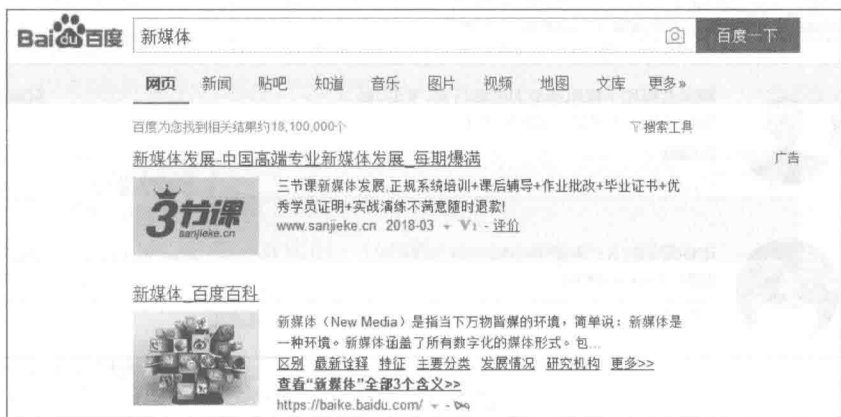 Bai du 百度 新媒体 百度一下
网页 新闻 贴吧 知道 音乐 图片 视频 地图 文库 更多»
百度为您找到相关结果约18,100,000个 搜索工具
新媒体发展-中国高端专业新媒体发展_每期爆满 广告
3节课
sanjieke.cn
三节课新媒体发展,正规系统培训+课后辅导+作业批改+毕业证书+优
秀学员证明+实战演练不满意随时退款!
www.sanjieke.cn 2018-03 V1 - 评价
新媒体_百度百科
新媒体（New Media）是指当下万物皆媒的环境，简单说：新媒体是
一种环境。新媒体涵盖了所有数字化的媒体形式。包...
区别 最新诠释 特征 主要分类 发展情况 研究机构 更多>>
查看“新媒体”全部3个含义>>
https://baike.baidu.com/ -